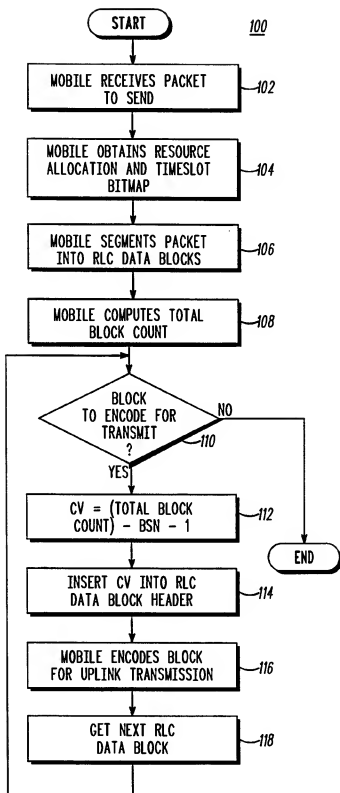 START
100
MOBILE RECEIVES PACKET
TO SEND
102
MOBILE OBTAINS RESOURCE
ALLOCATION AND TIMESLOT
BITMAP
104
MOBILE SEGMENTS PACKET
INTO RLC DATA BLOCKS
106
MOBILE COMPUTES TOTAL
BLOCK COUNT
108
BLOCK
TO ENCODE FOR
TRANSMIT
?
NO
110
YES
CV = (TOTAL BLOCK
COUNT) - BSN - 1
112
END
INSERT CV INTO RLC
DATA BLOCK HEADER
114
MOBILE ENCODES BLOCK
FOR UPLINK TRANSMISSION
116
GET NEXT RLC
DATA BLOCK
118